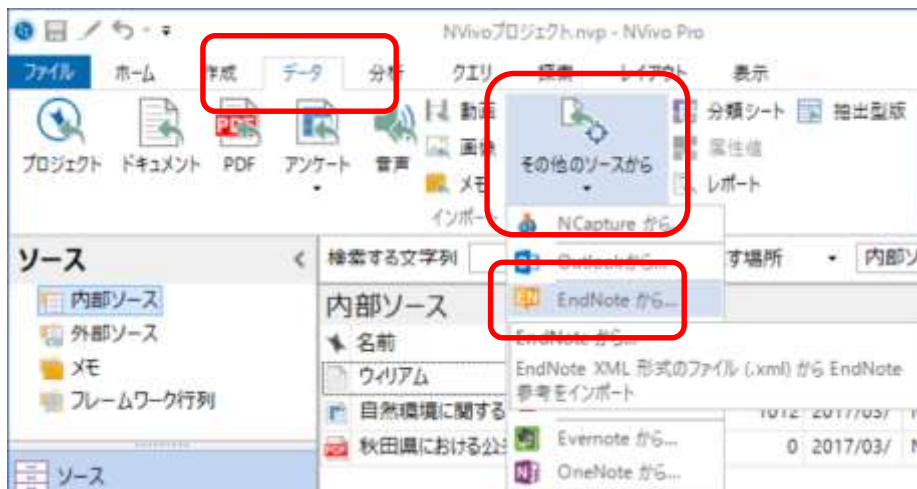 NVivoプロジェクト.nvp - NVivo Pro
ファイル ホーム 作成 データ 分析 クエリ 探索 レイアウト 表示
プロジェクト ドキュメント PDF アンケート 音声
動画
画像
メモ
その他のソースから
分類シート 抽出型版
属性値
レポート
インポート
NCapture から
Outlookから...
EndNote から...
EndNote から...
EndNote XML 形式のファイル (.xml) から EndNote
参考をインポート
Evernote から...
OneNote から...
ソース
内部ソース
外部ソース
メモ
フレームワーク行列
ソース
検索する文字列 す場所 内部ソ
内部ソース
名前
ウィリアム
自然環境に関する 1012 2017/03/
秋田県における公 0 2017/03/ N